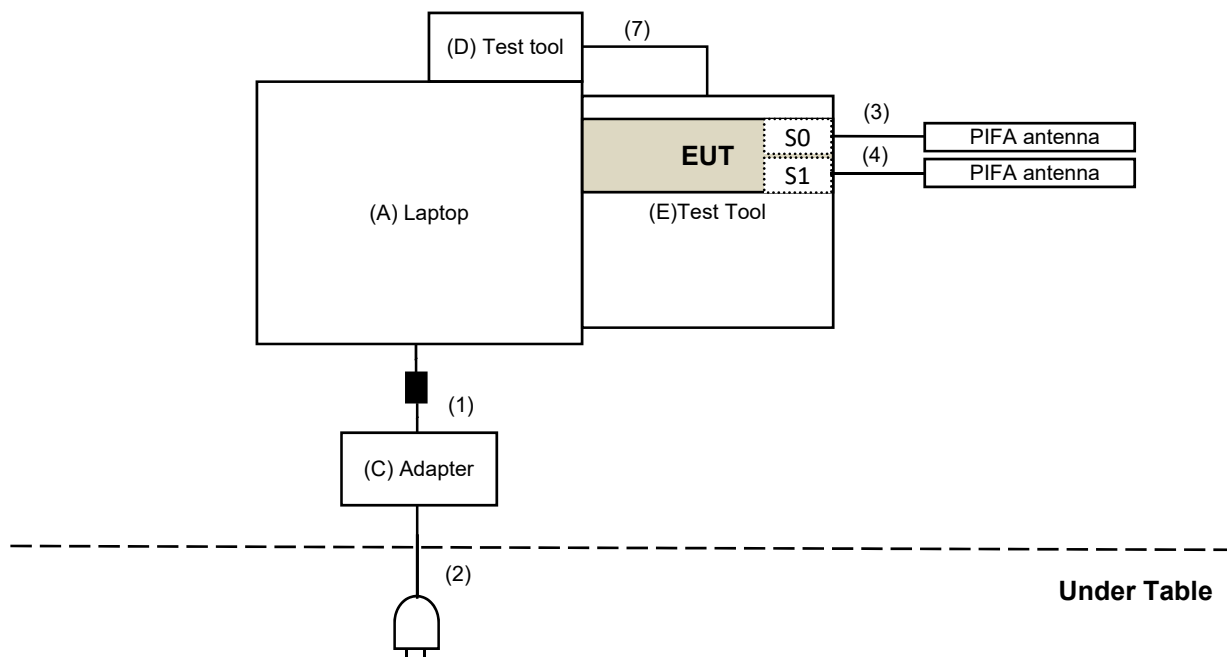 (D) Test tool
(7)
(3)
S0
PIFA antenna
EUT
(4)
S1
PIFA antenna
(A) Laptop
(E)Test Tool
(1)
(C) Adapter
(2)
Under Table